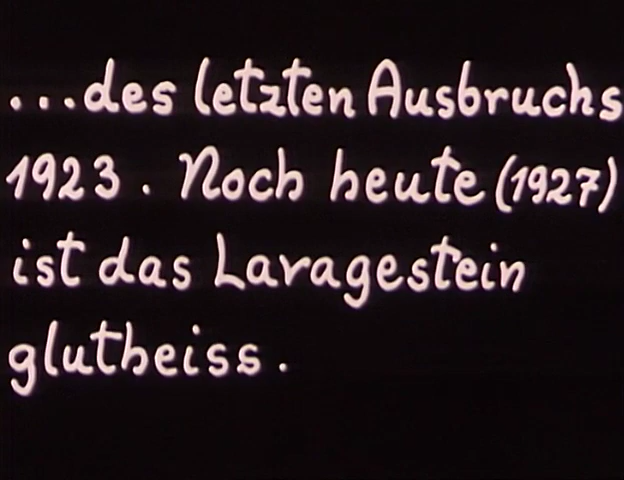 ...des letzten Ausbruchs
1923. Noch heute (1927)
ist das Lavagestein
glutheiss.